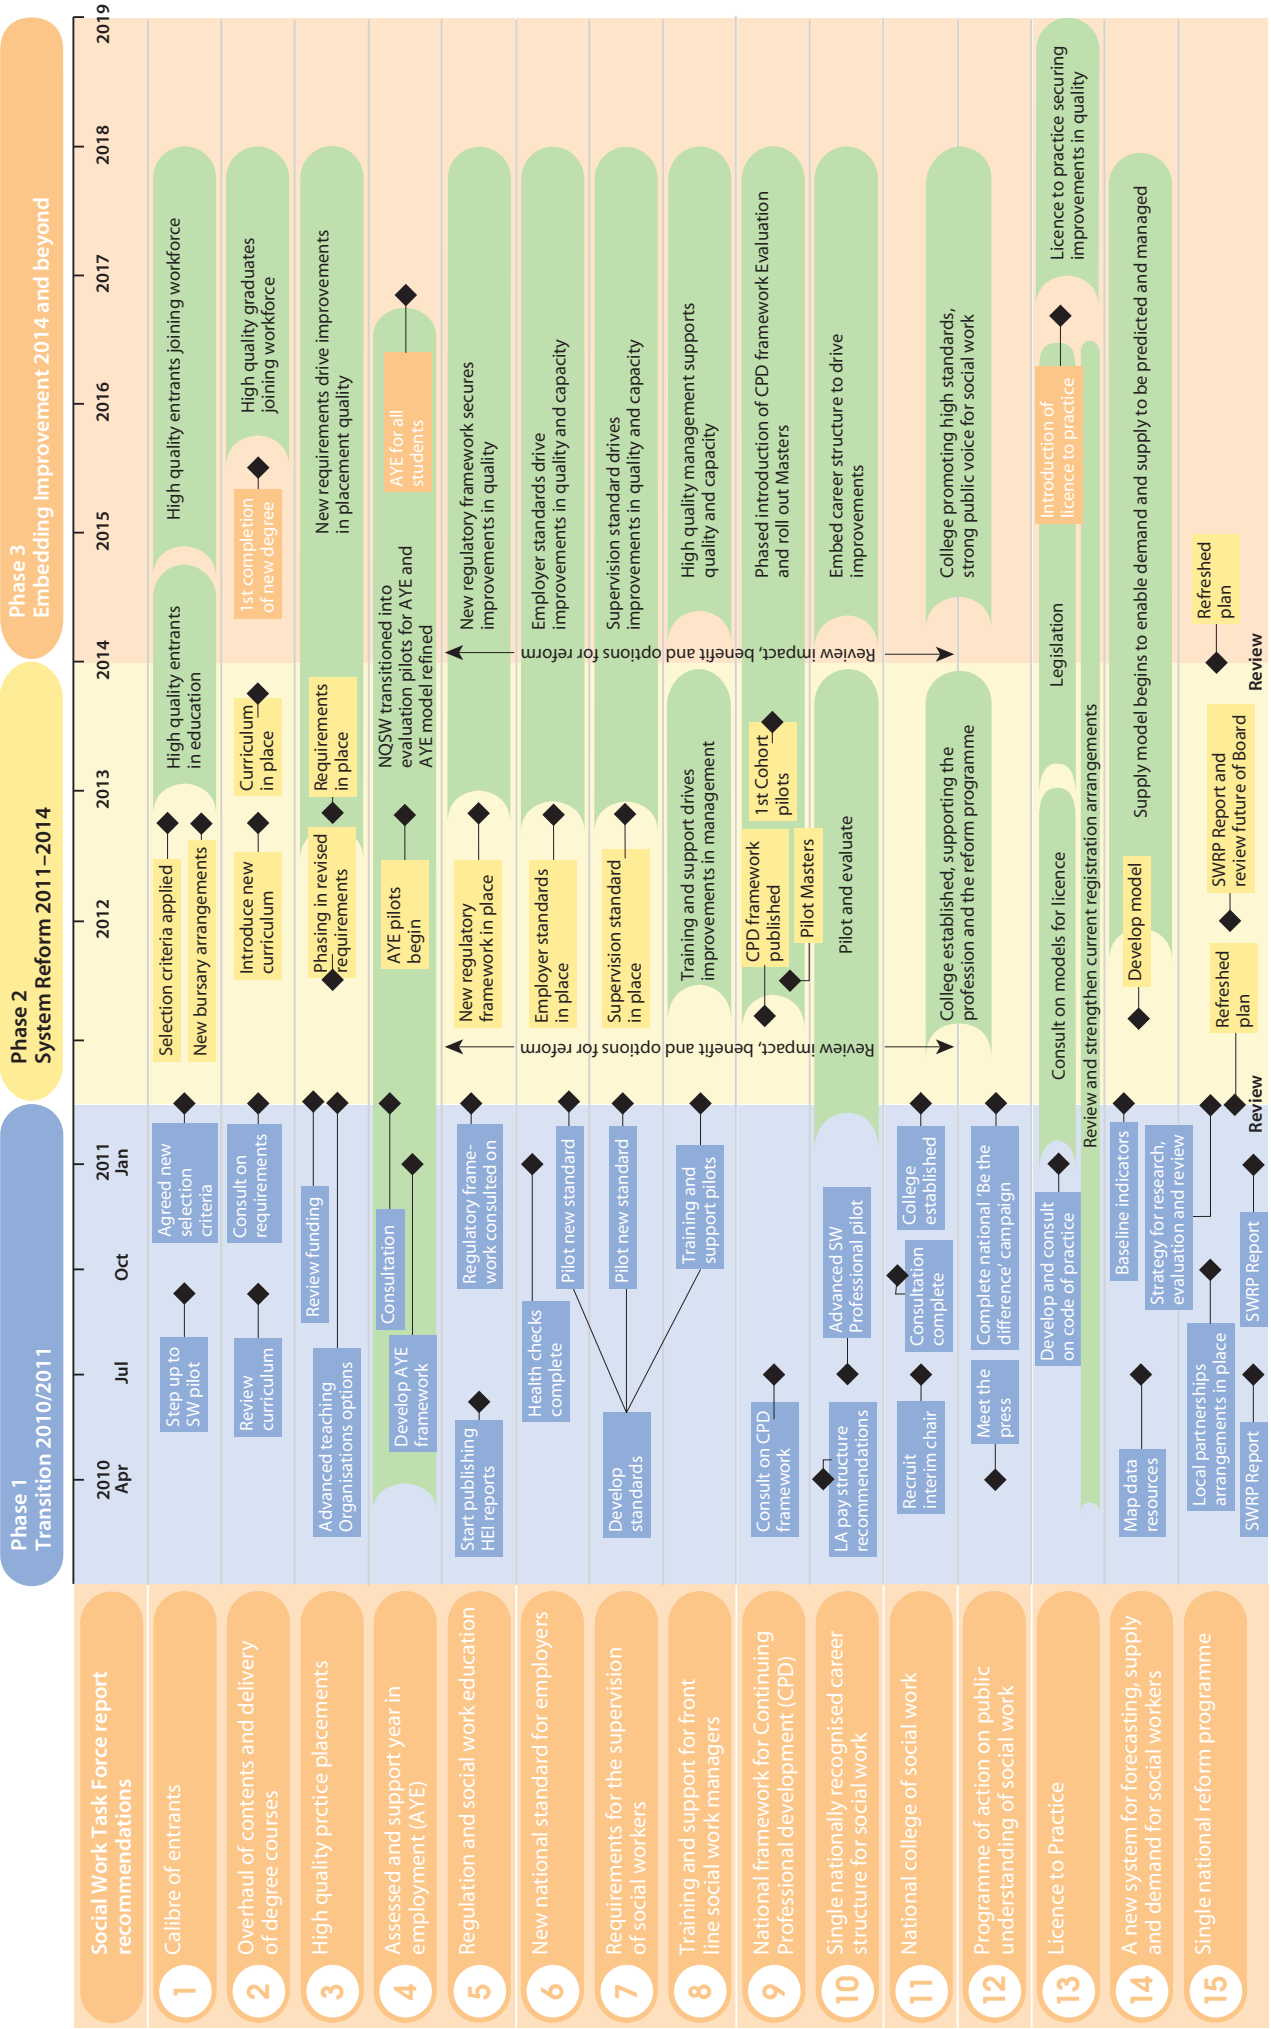 Phase 1
Transition 2010/2011
Phase 2
System Reform 2011–2014
Phase 3
Embedding Improvement 2014 and beyond
Social Work Task Force report
recommendations
2010
Apr
Jul
Oct
2011
Jan
2012
2013
2014
2015
2016
2017
2018
2019
1
Calibre of entrants
Step up to
SW pilot
Agreed new
selection
criteria
Selection criteria applied
New bursary arrangements
High quality entrants
in education
High quality entrants joining workforce
2
Overhaul of contents and delivery
of degree courses
Review
curriculum
Consult on
requirements
Introduce new
curriculum
Curriculum
in place
1st completion
of new degree
High quality graduates
joining workforce
3
High quality prctice placements
Review funding
Advanced teaching
Organisations options
Phasing in revised
requirements
Requirements
in place
New requirements drive improvements
in placement quality
4
Assessed and support year in
employment (AYE)
Consultation
Develop AYE
framework
AYE pilots
begin
NQSW transitioned into
evaluation pilots for AYE and
AYE model refined
AYE for all
students
5
Regulation and social work education
Start publishing
HEI reports
Regulatory frame-
work consulted on
New regulatory
framework in place
New regulatory framework secures
improvements in quality
6
New national standard for employers
Health checks
complete
Pilot new standard
Employer standards
in place
Employer standards drive
improvements in quality and capacity
7
Requirements for the supervision
of social workers
Develop
standards
Pilot new standard
Supervision standard
in place
Supervision standard drives
improvements in quality and capacity
8
Training and support for front
line social work managers
Training and
support pilots
Training and support drives
improvements in management
High quality management supports
quality and capacity
9
National framework for Continuing
Professional development (CPD)
Consult on CPD
framework
CPD framework
published
Pilot Masters
1st Cohort
pilots
Phased introduction of CPD framework Evaluation
and roll out Masters
10
Single nationally recognised career
structure for social work
LA pay structure
recommendations
Advanced SW
Professional pilot
Pilot and evaluate
Embed career structure to drive
improvements
Review impact, benefit and options for reform
Review impact, benefit and options for reform
11
National college of social work
Recruit
interim chair
Consultation
complete
College
established
College established, supporting the
profession and the reform programme
College promoting high standards,
strong public voice for social work
12
Programme of action on public
understanding of social work
Meet the
press
Complete national ‘Be the
difference’ campaign
13
Licence to Practice
Develop and consult
on code of practice
Consult on models for licence
Legislation
Introduction of
licence to practice
Licence to practice securing
improvements in quality
Review and strengthen current registration arrangements
14
A new system for forecasting, supply
and demand for social workers
Map data
resources
Baseline indicators
Develop model
Supply model begins to enable demand and supply to be predicted and managed
15
Single national reform programme
Local partnerships
arrangements in place
Strategy for research,
evaluation and review
SWRP Report
SWRP Report
Refreshed
plan
Review
SWRP Report and
review future of Board
Refreshed
plan
Review